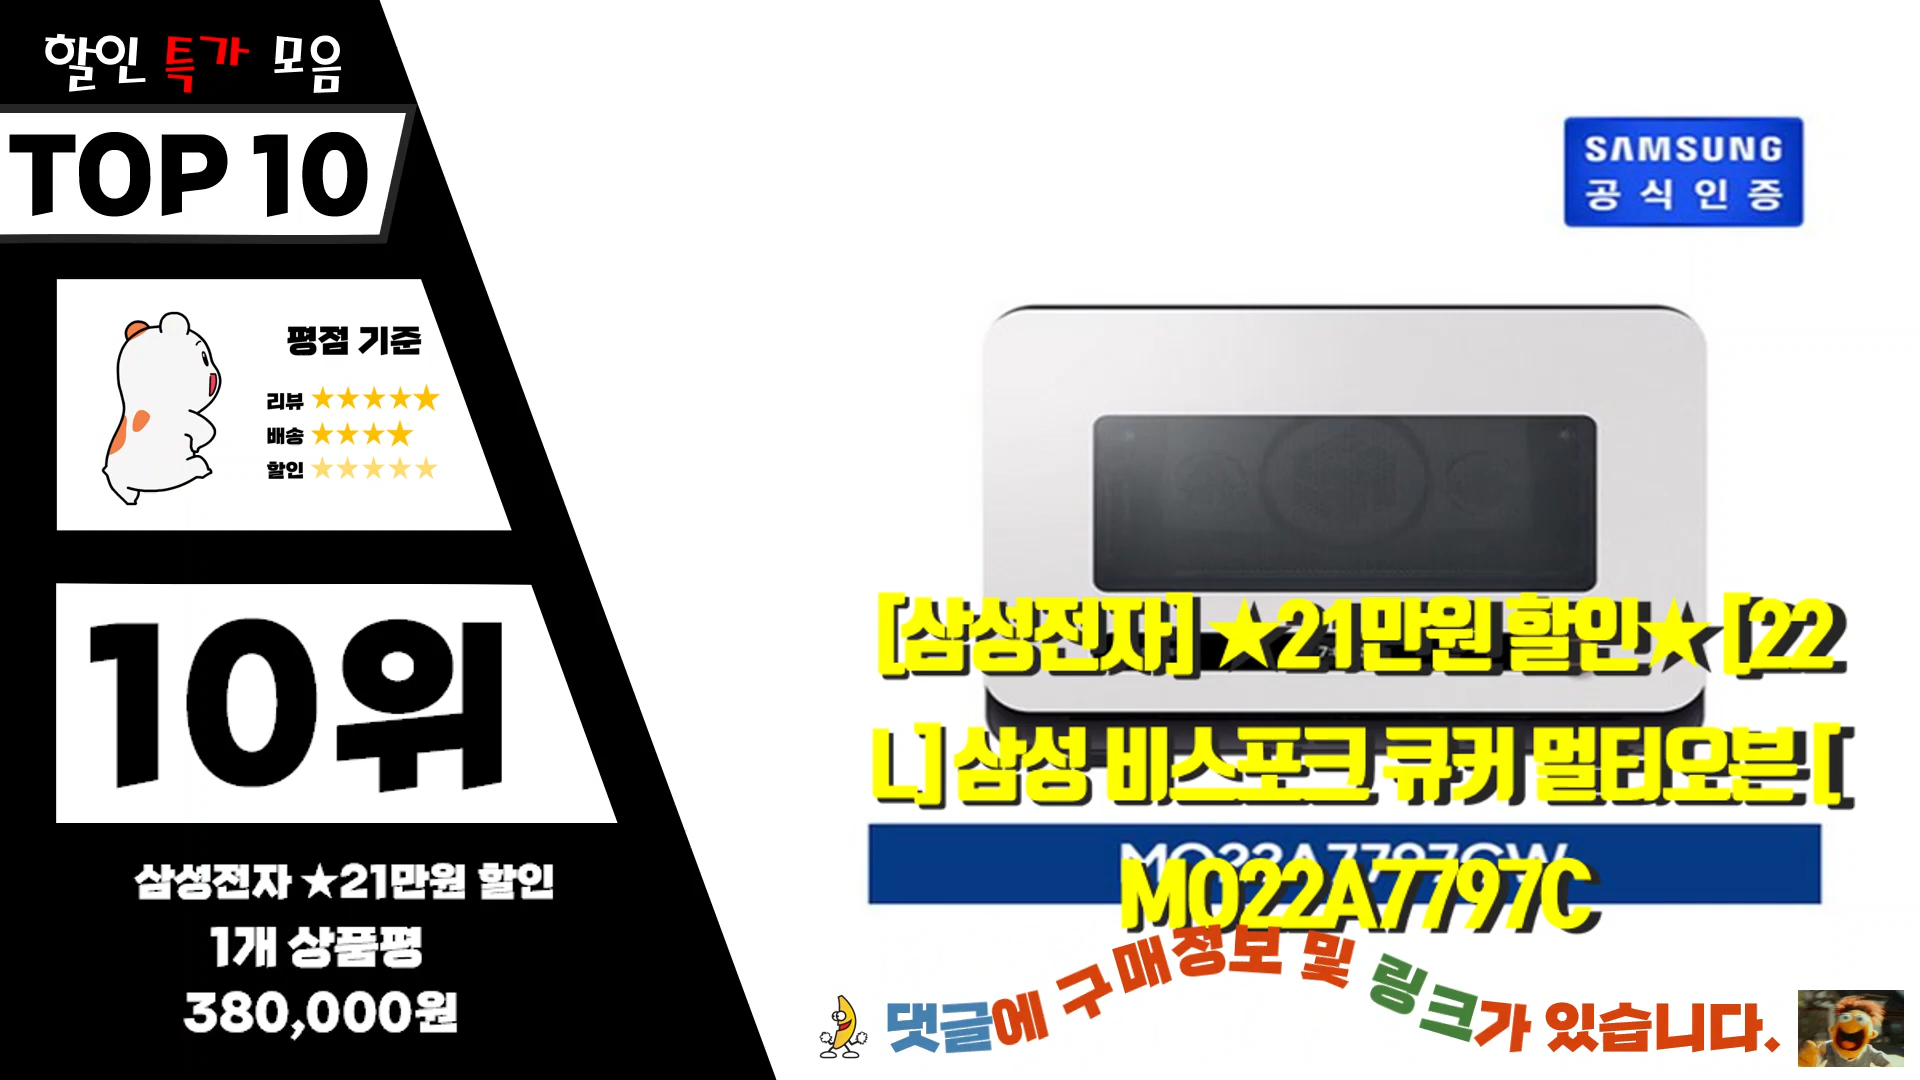 할인 특가 모음
TOP 10
평점 기준
리뷰 ★★★★★
배송 ★★★★
할인 ★★★★★
10위
삼성전자 ★21만원 할인
1개 상품평
380,000원
SAMSUNG
공식인증
[삼성전자] ★21만원 할인★ [22
L] 삼성 비스포크 큐커 멀티오븐 [
MO22A7797CW
MO22A7797C
댓글에 구매정보 및 링크가 있습니다.